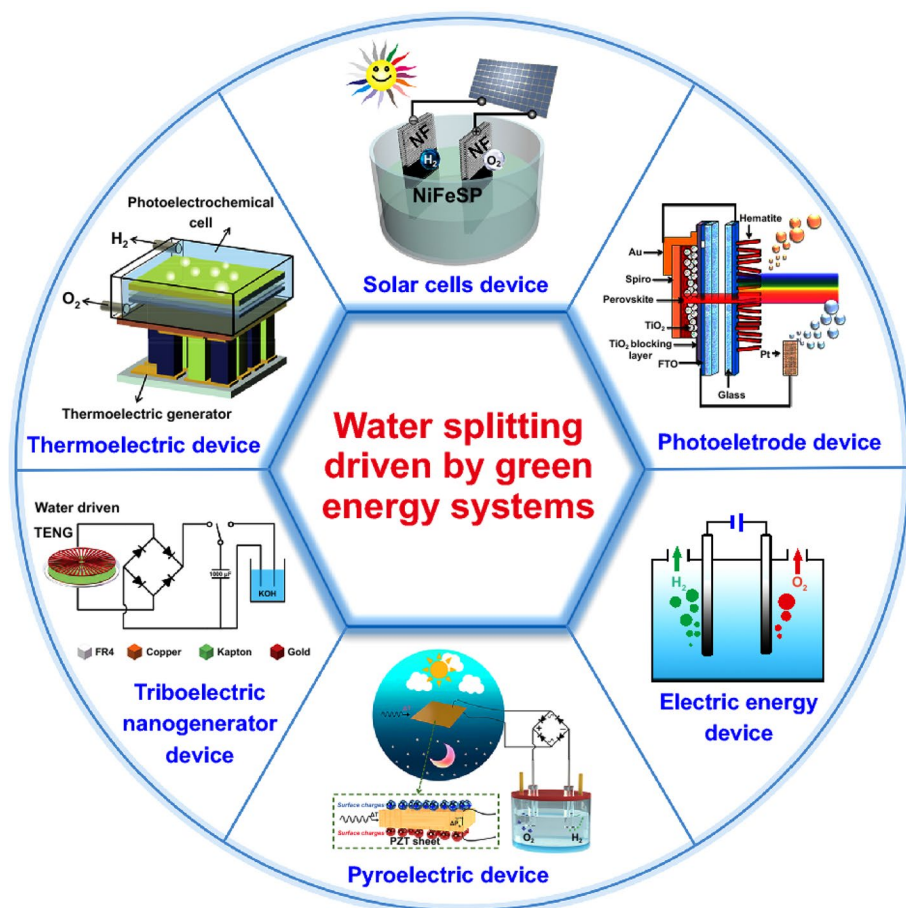 NF
NF
H₂
O₂
NiFeSP
Solar cells device
Photoelectrochemical
cell
H₂
O₂
Thermoelectric generator
Thermoelectric device
Hematite
Au
Spiro
Perovskite
TiO₂
TiO₂ blocking
layer
FTO
Pt
Glass
Photoeletrode device
Water splitting
driven by green
energy systems
Water driven
TENG
1000 μF
KOH
FR4
Copper
Kapton
Gold
Triboelectric
nanogenerator
device
H₂
O₂
Electric energy
device
Surface charges
ΔT
Surface charges
PZT sheet
O₂
H₂
Pyroelectric device